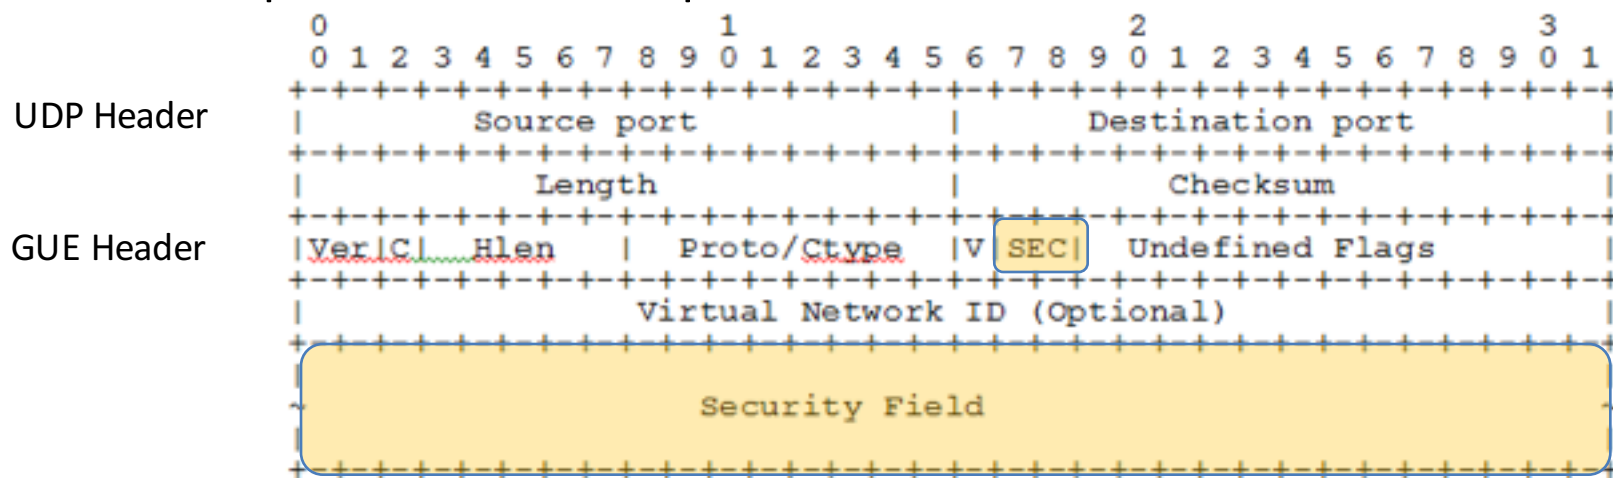 0 1 2 3
0 1 2 3 4 5 6 7 8 9 0 1 2 3 4 5 6 7 8 9 0 1 2 3 4 5 6 7 8 9 0 1
+-+-+-+-+-+-+-+-+-+-+-+-+-+-+-+-+-+-+-+-+-+-+-+-+-+-+-+-+-+-+-+-+
UDP Header | Source port | Destination port |
+-+-+-+-+-+-+-+-+-+-+-+-+-+-+-+-+-+-+-+-+-+-+-+-+-+-+-+-+-+-+-+-+
| Length | Checksum |
+-+-+-+-+-+-+-+-+-+-+-+-+-+-+-+-+-+-+-+-+-+-+-+-+-+-+-+-+-+-+-+-+
GUE Header |Ver|C| Hlen | Proto/Ctype |V|SEC| Undefined Flags |
+-+-+-+-+-+-+-+-+-+-+-+-+-+-+-+-+-+-+-+-+-+-+-+-+-+-+-+-+-+-+-+-+
| Virtual Network ID (Optional) |
+-+-+-+-+-+-+-+-+-+-+-+-+-+-+-+-+-+-+-+-+-+-+-+-+-+-+-+-+-+-+-+-+
| |
~ Security Field ~
| |
+-+-+-+-+-+-+-+-+-+-+-+-+-+-+-+-+-+-+-+-+-+-+-+-+-+-+-+-+-+-+-+-+